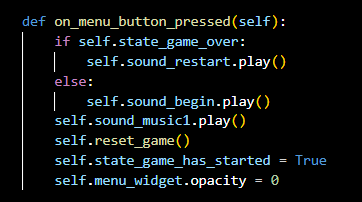 def on_menu_button_pressed(self):
    if self.state_game_over:
        self.sound_restart.play()
    else:
        self.sound_begin.play()
    self.sound_music1.play()
    self.reset_game()
    self.state_game_has_started = True
    self.menu_widget.opacity = 0